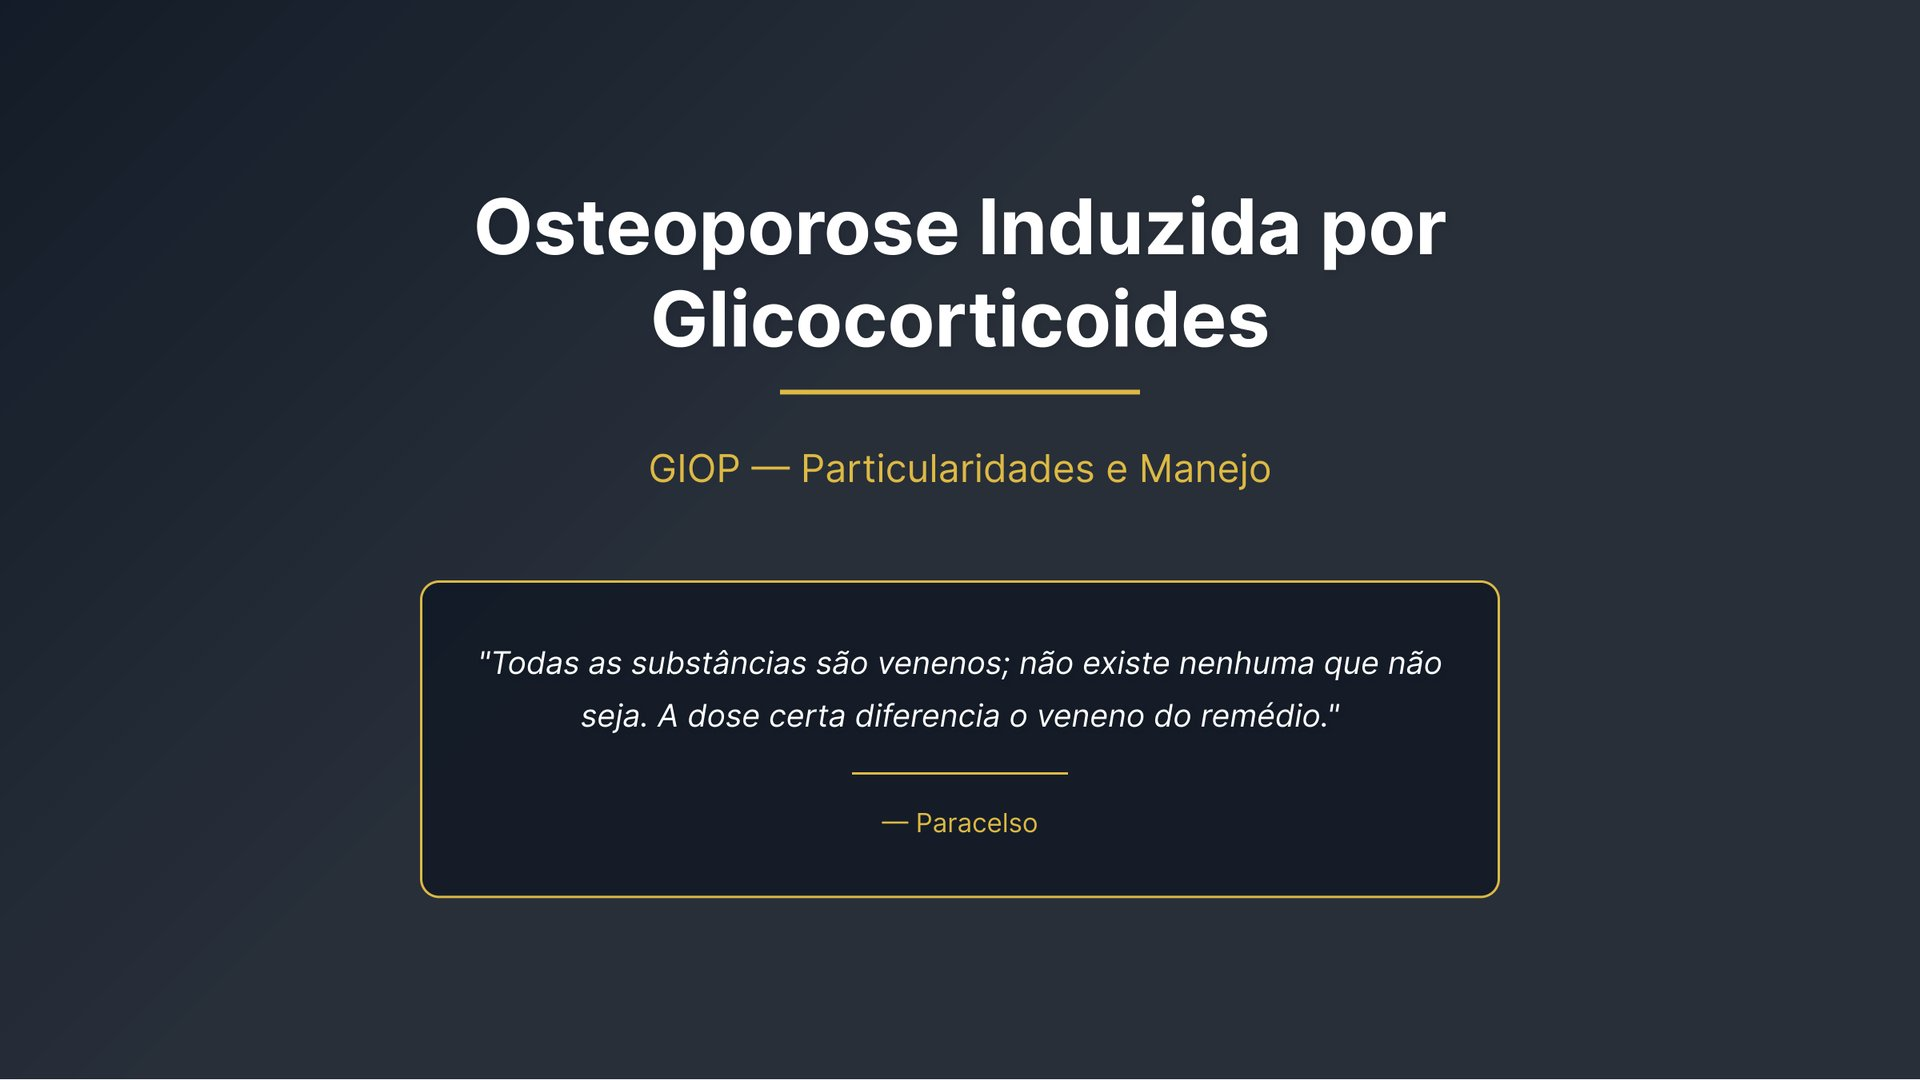 Osteoporose Induzida por
Glicocorticoides
GIOP — Particularidades e Manejo
"Todas as substâncias são venenos; não existe nenhuma que não
seja. A dose certa diferencia o veneno do remédio."
— Paracelso